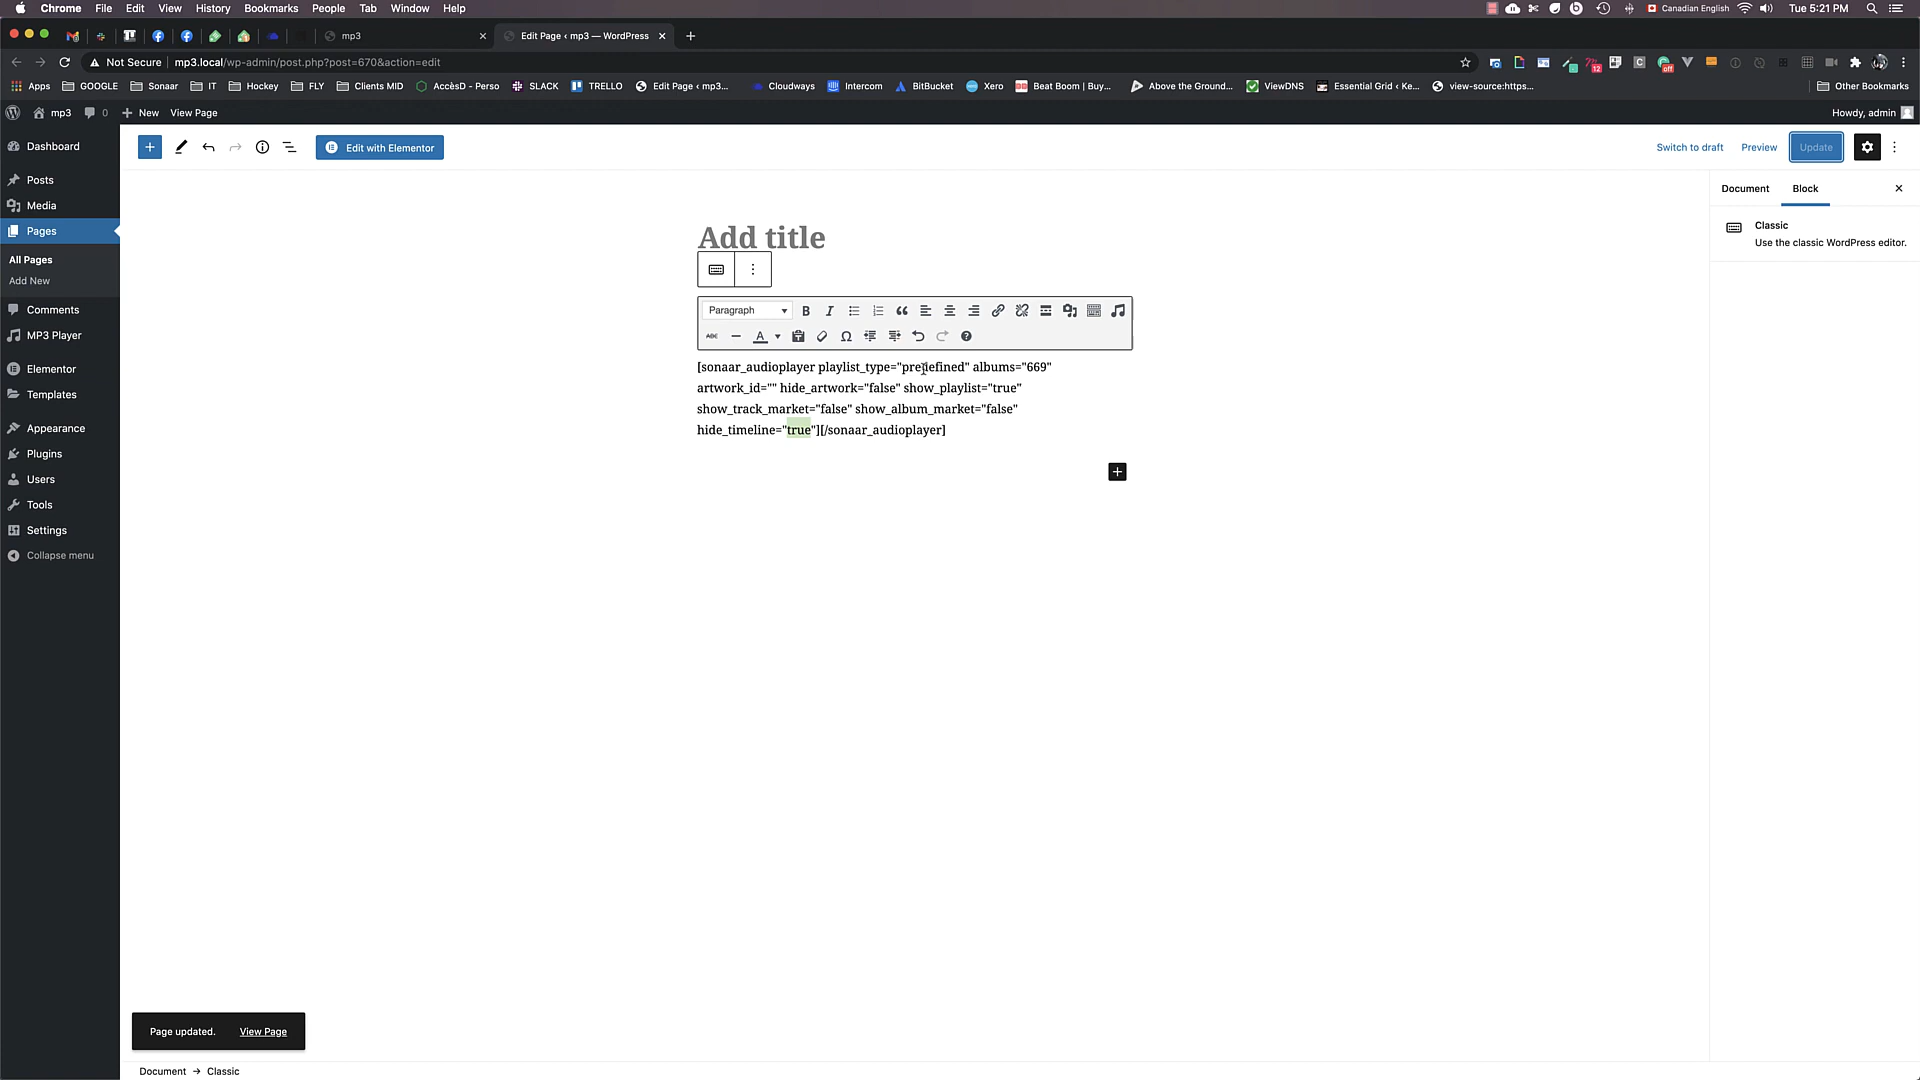 Chrome File Edit View History Bookmarks People Tab Window Help
Canadian English Tue 5:21 PM
mp3
Edit Page ‹ mp3 — WordPress
Not Secure mp3.local/wp-admin/post.php?post=670&action=edit
12
off
Apps GOOGLE Sonaar IT Hockey FLY Clients MID AccèsD - Perso SLACK TRELLO Edit Page ‹ mp3... Cloudways Intercom BitBucket Xero Beat Boom | Buy... Above the Ground... ViewDNS Essential Grid ‹ Ke... view-source:https... Other Bookmarks
mp3 0 New View Page Howdy, admin
Edit with Elementor
Switch to draft Preview Update
Dashboard
Posts
Media
Pages
All Pages
Add New
Comments
MP3 Player
Elementor
Templates
Appearance
Plugins
Users
Tools
Settings
Collapse menu
Add title
Paragraph
[sonaar_audioplayer playlist_type="predefined" albums="669"
artwork_id="" hide_artwork="false" show_playlist="true"
show_track_market="false" show_album_market="false"
hide_timeline="true"][/sonaar_audioplayer]
Document Block
Classic
Use the classic WordPress editor.
Page updated. View Page
Document → Classic